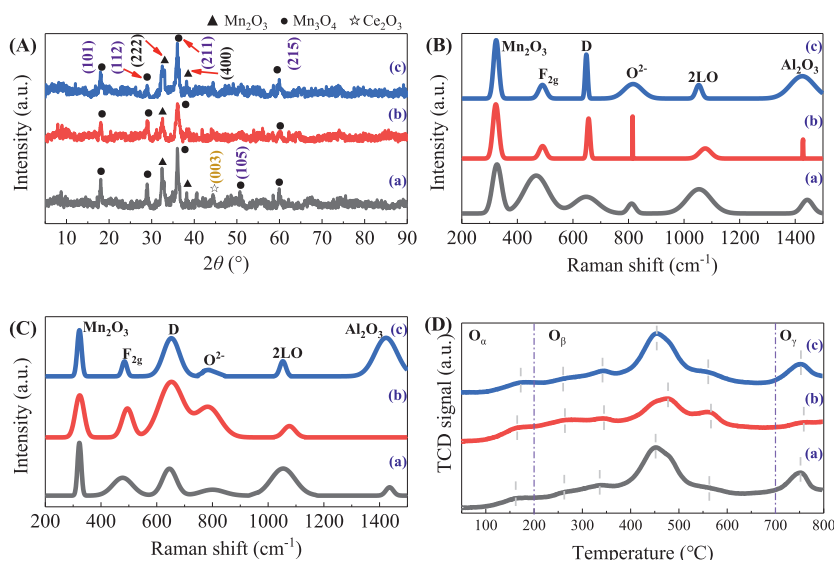 ▲ Mn₂O₃ ● Mn₃O₄ ☆ Ce₂O₃
(A)
(101)
(112)
(222)
(211)
(400)
(215)
(c)
(b)
(003)
(105)
(a)
Intensity (a.u.)
10 20 30 40 50 60 70 80 90
2θ (°)
(B)
Mn₂O₃
F₂g
D
O²⁻
2LO
Al₂O₃
(c)
(b)
(a)
Intensity (a.u.)
200 400 600 800 1000 1200 1400
Raman shift (cm⁻¹)
(C)
Mn₂O₃
F₂g
D
O²⁻
2LO
Al₂O₃
(c)
(b)
(a)
Intensity (a.u.)
200 400 600 800 1000 1200 1400
Raman shift (cm⁻¹)
(D)
Oα
Oβ
Oγ
(c)
(b)
(a)
TCD signal (a.u.)
100 200 300 400 500 600 700 800
Temperature (°C)